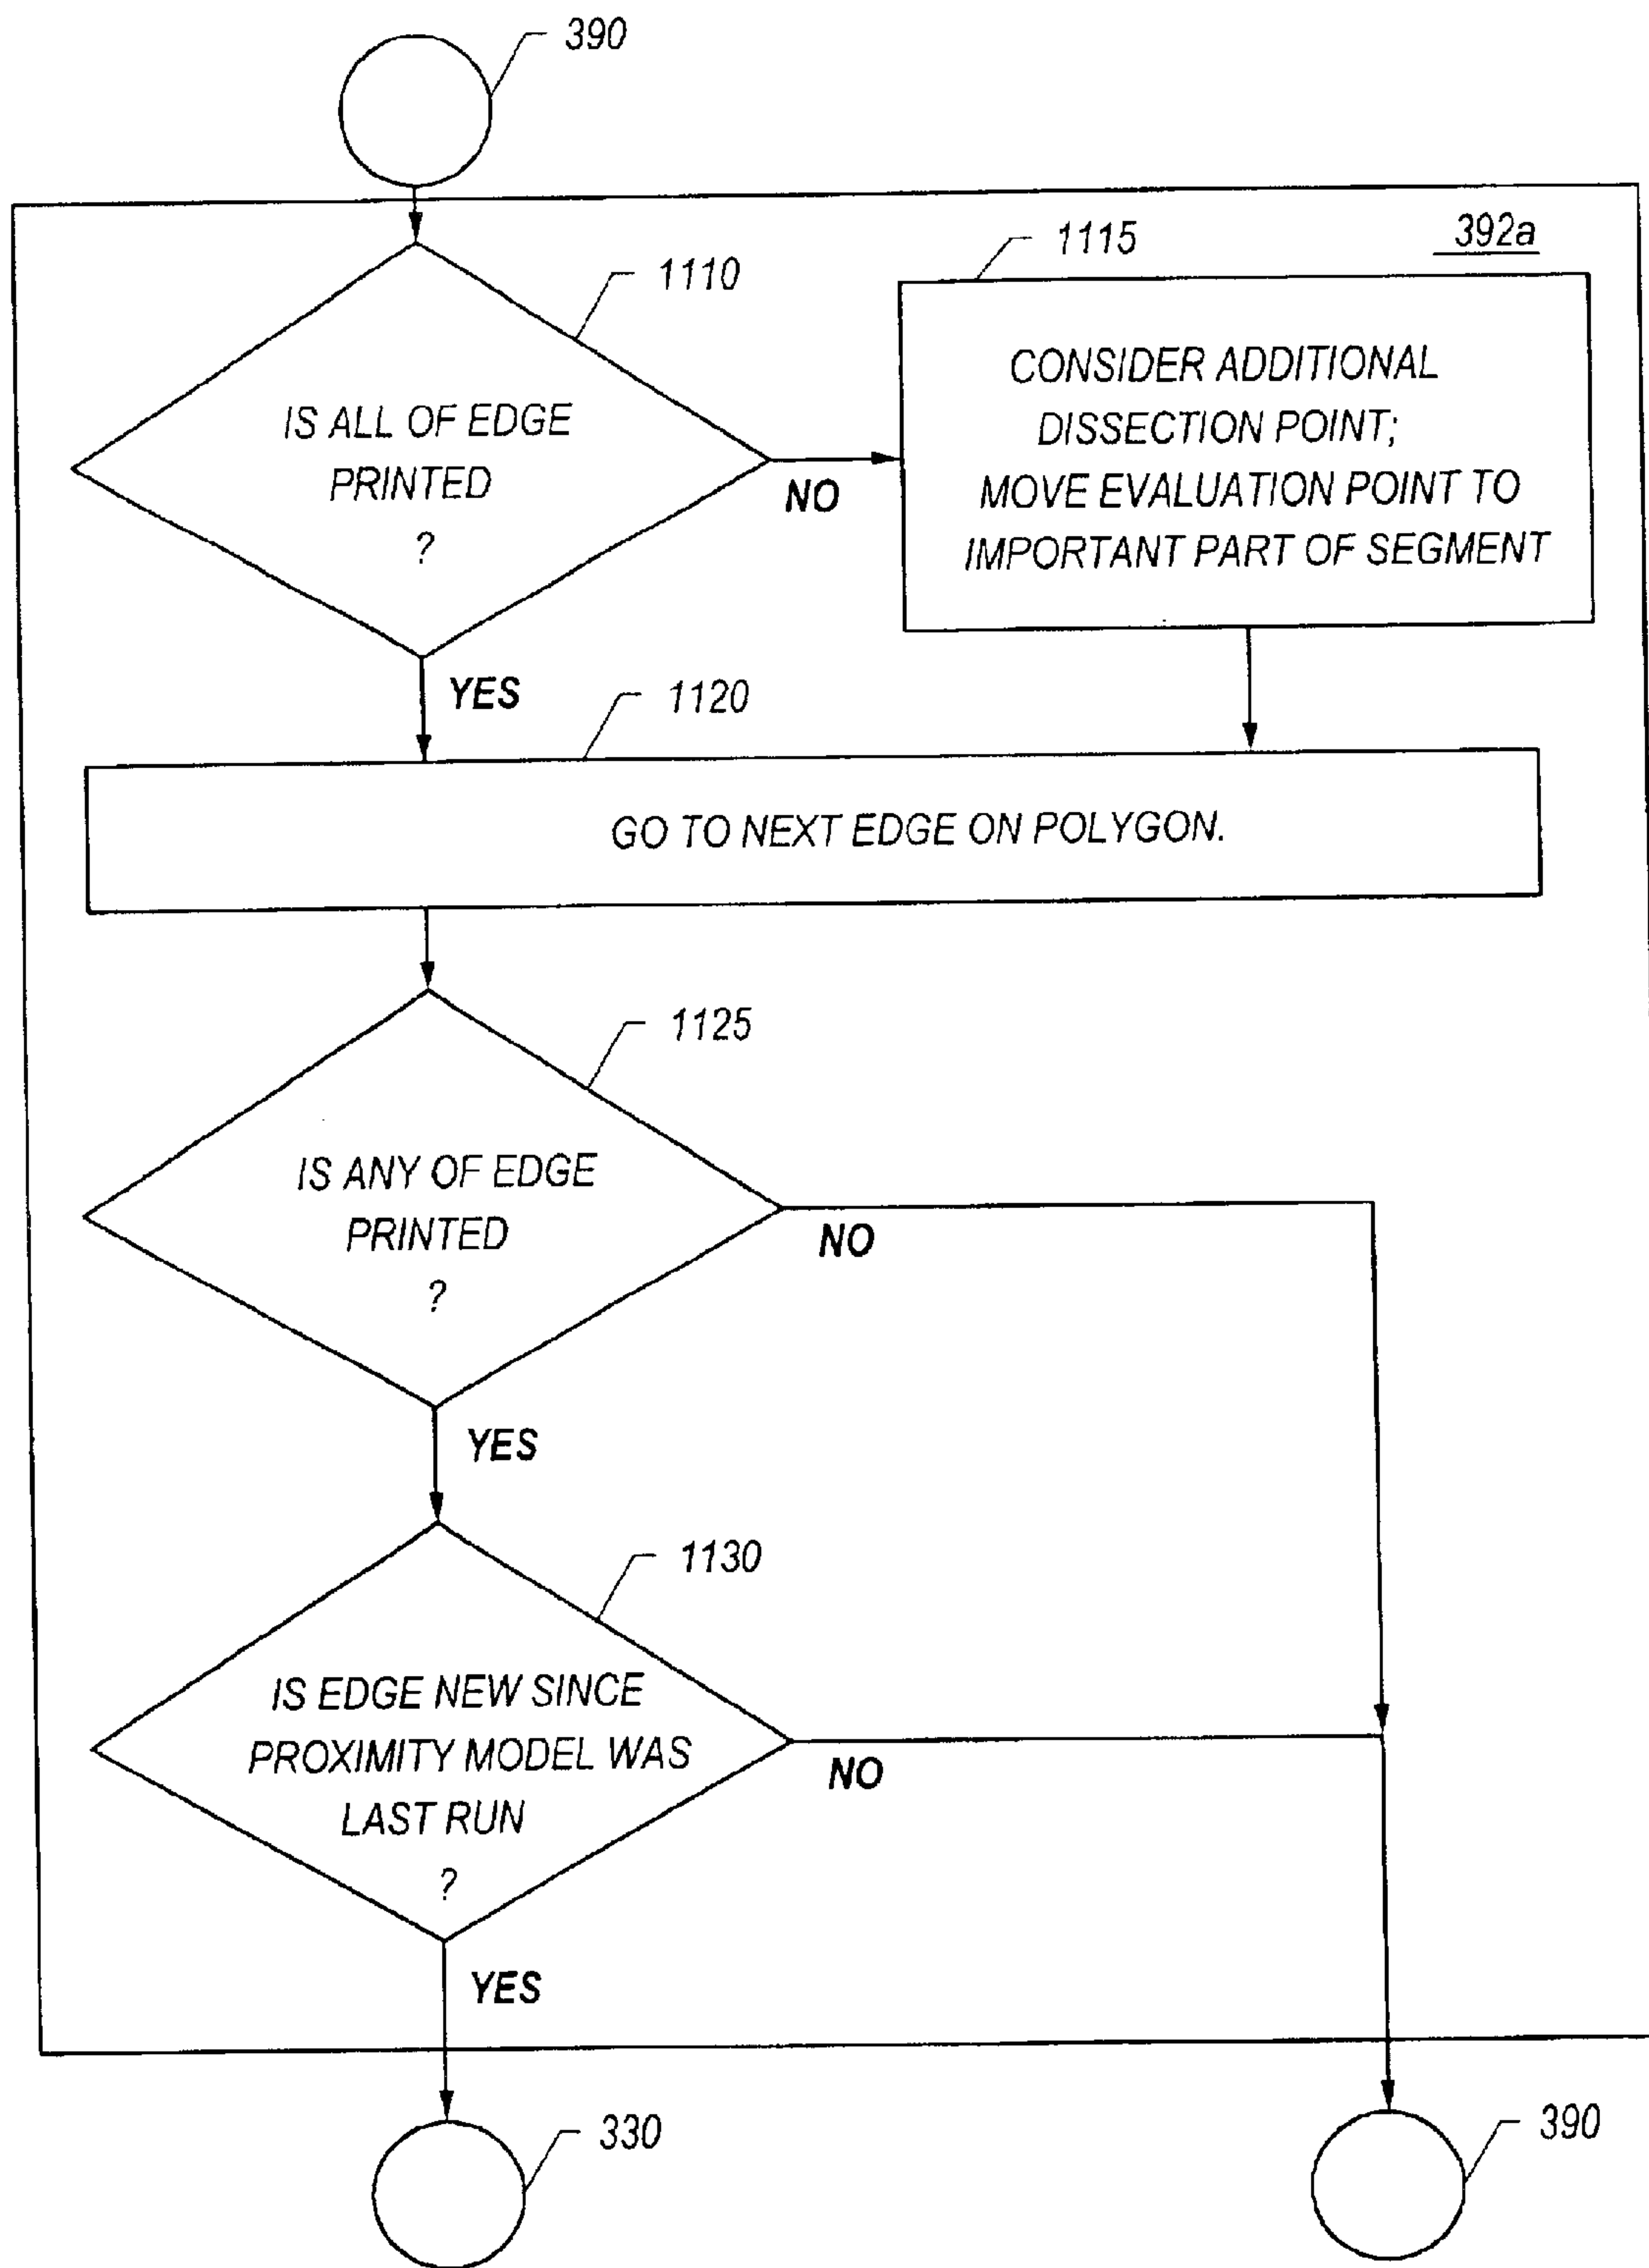 390
392a
1115
1110
IS ALL OF EDGE
PRINTED
?
NO
CONSIDER ADDITIONAL
DISSECTION POINT;
MOVE EVALUATION POINT TO
IMPORTANT PART OF SEGMENT
YES
1120
GO TO NEXT EDGE ON POLYGON.
1125
IS ANY OF EDGE
PRINTED
?
NO
YES
1130
IS EDGE NEW SINCE
PROXIMITY MODEL WAS
LAST RUN
?
NO
YES
330
390